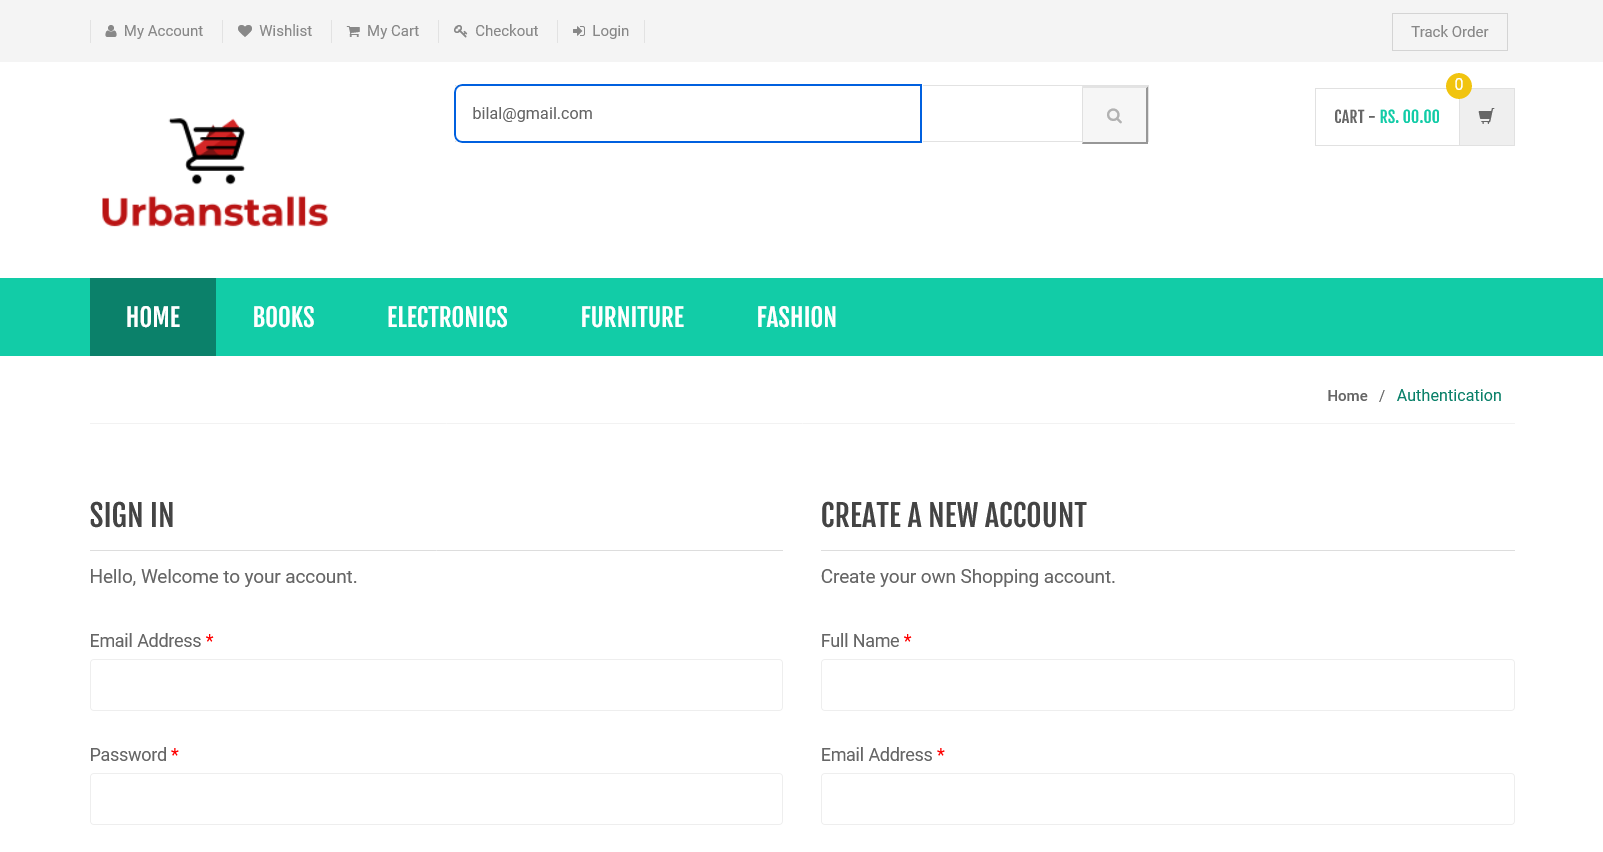 My Account
Wishlist
My Cart
Checkout
Login
Track Order
bilal@gmail.com
0
CART - RS. 00.00
Urbanstalls
HOME
BOOKS
ELECTRONICS
FURNITURE
FASHION
Home / Authentication
SIGN IN
Hello, Welcome to your account.
Email Address *
Password *
CREATE A NEW ACCOUNT
Create your own Shopping account.
Full Name *
Email Address *